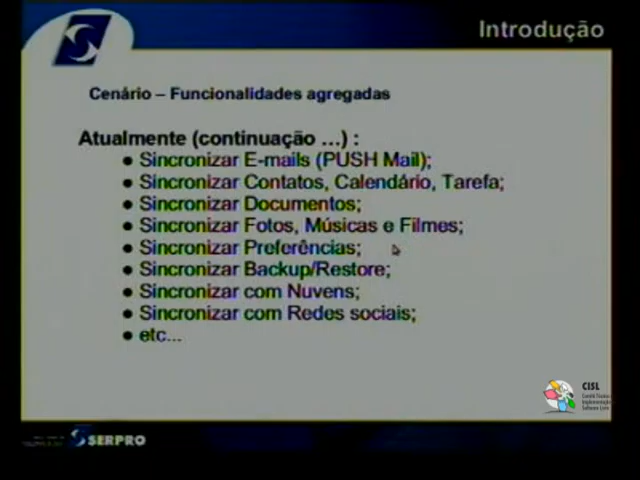 Introdução
Cenário – Funcionalidades agregadas
Atualmente (continuação ...) :
● Sincronizar E-mails (PUSH Mail);
● Sincronizar Contatos, Calendário, Tarefa;
● Sincronizar Documentos;
● Sincronizar Fotos, Músicas e Filmes;
● Sincronizar Preferências;
● Sincronizar Backup/Restore;
● Sincronizar com Nuvens;
● Sincronizar com Redes sociais;
● etc...
CISL
SERPRO